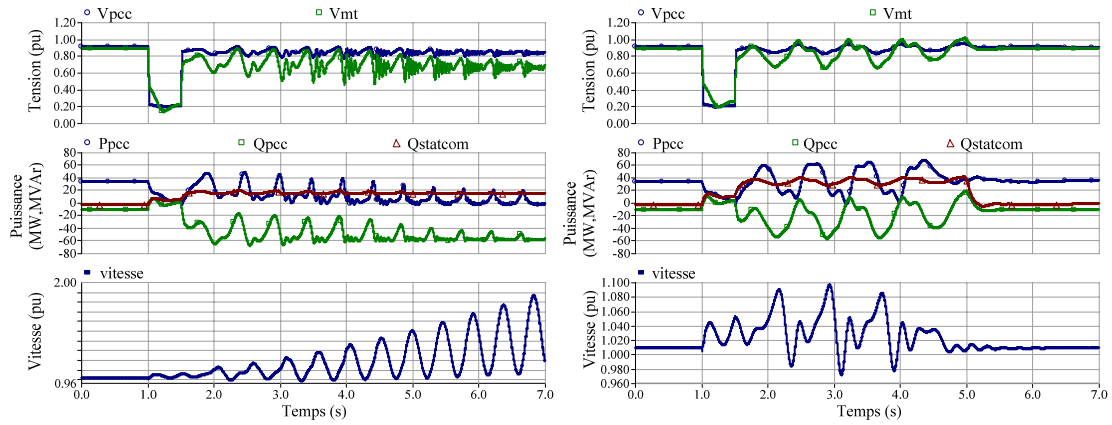 Vpcc Vmt
Tension (pu)
1.20
1.00
0.80
0.60
0.40
0.20
0.00
Ppcc Qpcc Qstatcom
Puissance
(MW,MVAr)
80
60
40
20
0
-20
-40
-60
-80
vitesse
Vitesse (pu)
2.00
0.96
0.0 1.0 2.0 3.0 4.0 5.0 6.0 7.0
Temps (s)
Vpcc Vmt
Tension (pu)
1.20
1.00
0.80
0.60
0.40
0.20
0.00
Ppcc Qpcc Qstatcom
Puissance
(MW,MVAr)
80
60
40
20
0
-20
-40
-60
-80
vitesse
Vitesse (pu)
1.100
1.080
1.060
1.040
1.020
1.000
0.980
0.960
0.0 1.0 2.0 3.0 4.0 5.0 6.0 7.0
Temps (s)